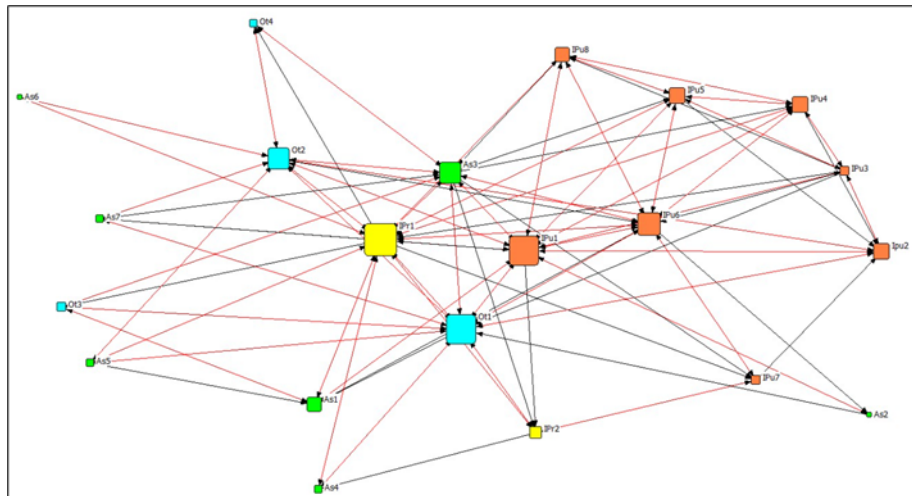 Ot4
IPu8
IPu5
IPu4
As6
Ot2
As3
IPu3
As7
IPr1
IPu6
IPu1
Ipu2
Ot3
Ot1
As5
IPu7
As1
As2
IPr2
As4